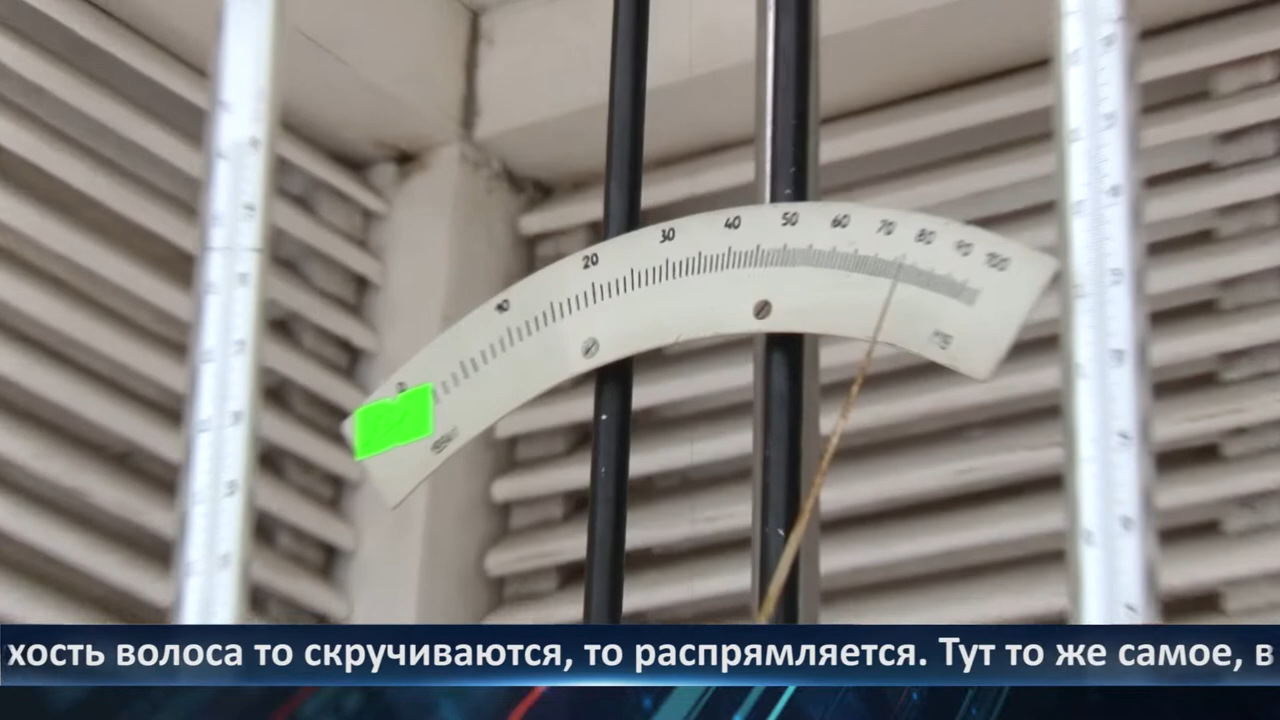 0 10 20 30 40 50 60 70 80 90 100
хость волоса то скручиваются, то распрямляется. Тут то же самое, в